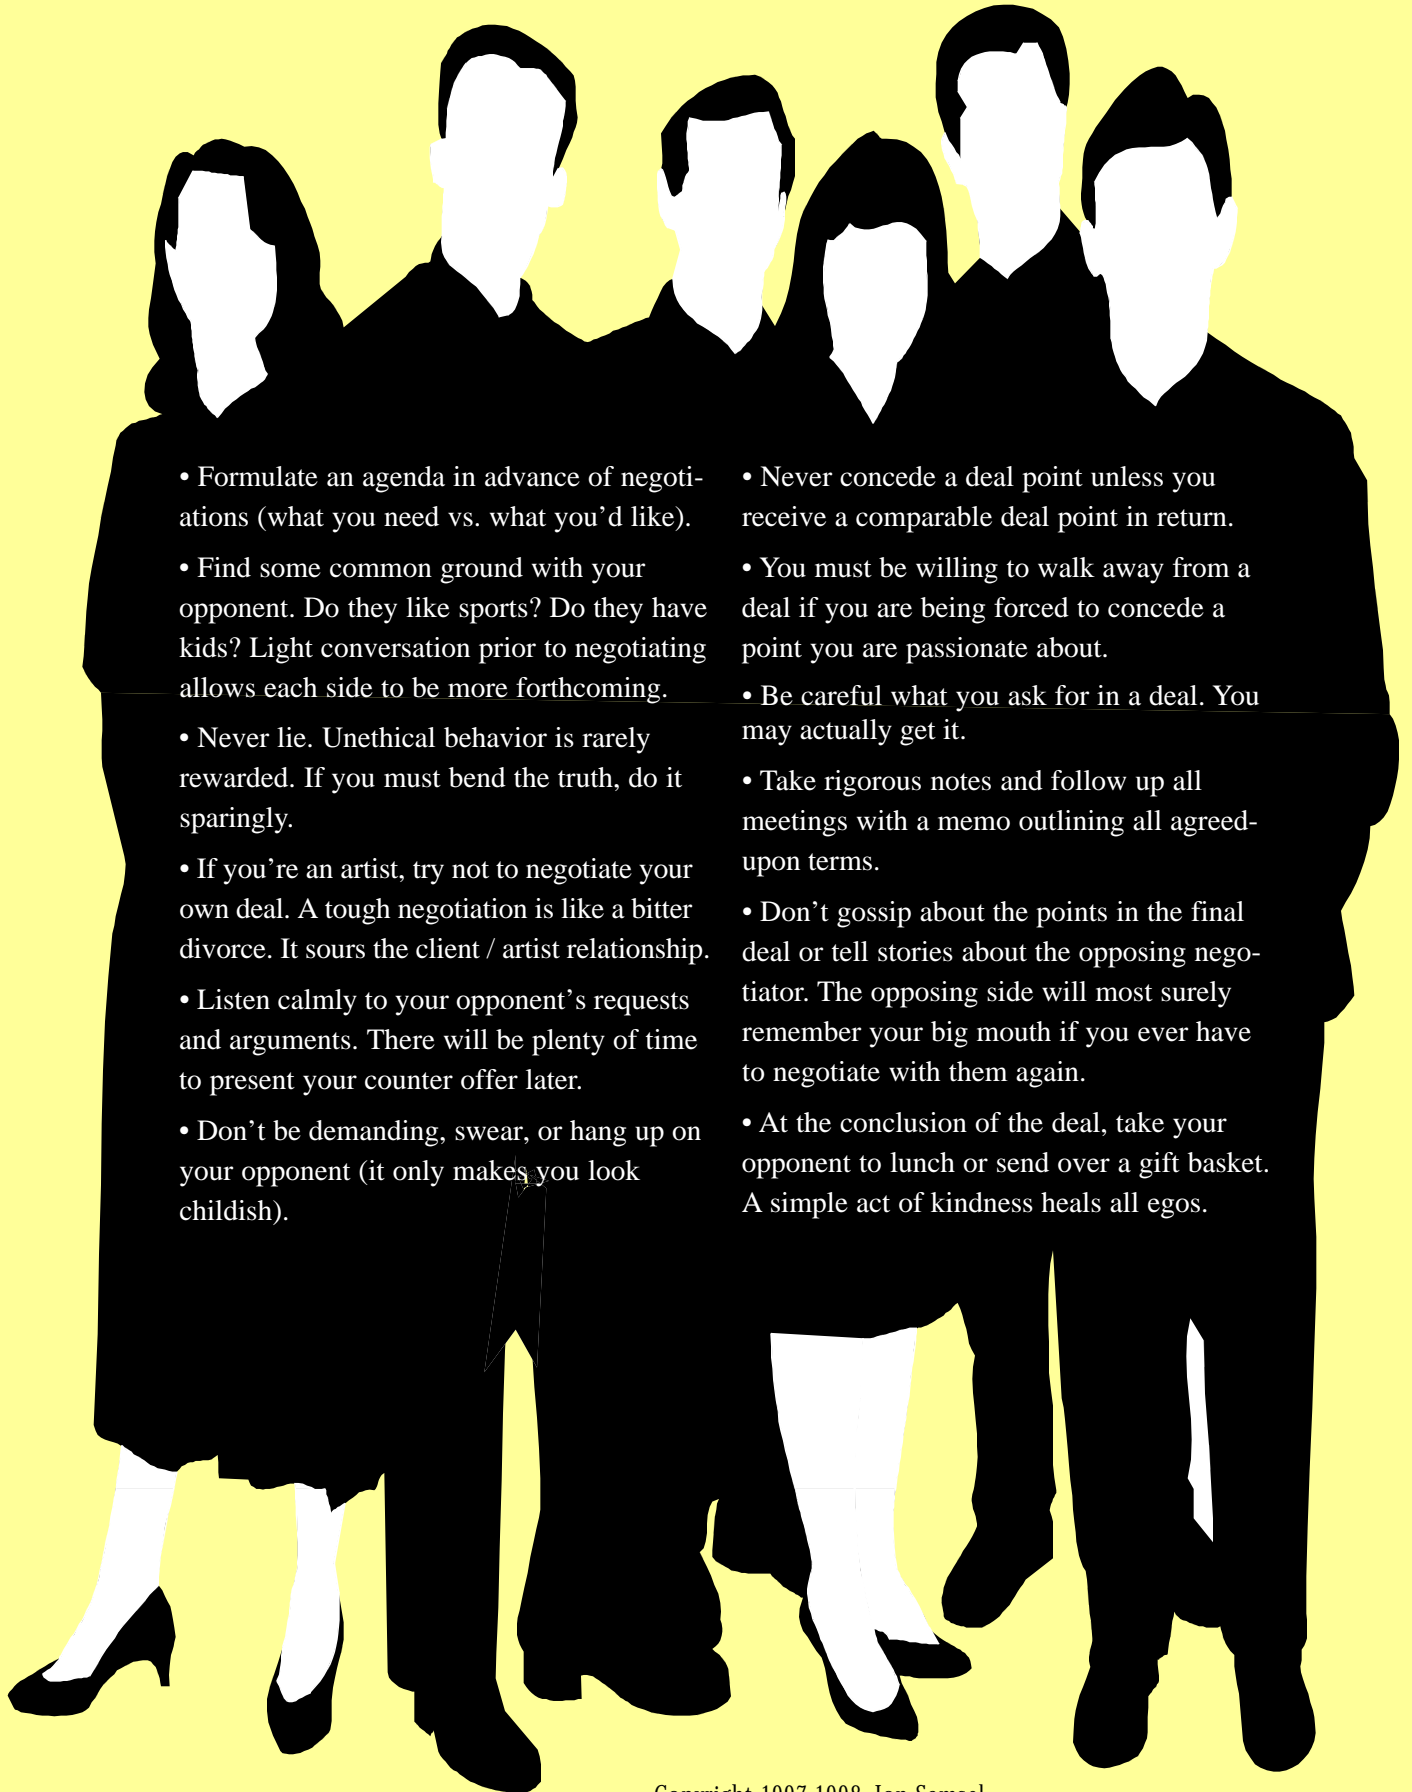 • Formulate an agenda in advance of negoti-
ations (what you need vs. what you’d like).
• Find some common ground with your
opponent. Do they like sports? Do they have
kids? Light conversation prior to negotiating
allows each side to be more forthcoming.
• Never lie. Unethical behavior is rarely
rewarded. If you must bend the truth, do it
sparingly.
• If you’re an artist, try not to negotiate your
own deal. A tough negotiation is like a bitter
divorce. It sours the client / artist relationship.
• Listen calmly to your opponent’s requests
and arguments. There will be plenty of time
to present your counter offer later.
• Don’t be demanding, swear, or hang up on
your opponent (it only makes you look
childish).
• Never concede a deal point unless you
receive a comparable deal point in return.
• You must be willing to walk away from a
deal if you are being forced to concede a
point you are passionate about.
• Be careful what you ask for in a deal. You
may actually get it.
• Take rigorous notes and follow up all
meetings with a memo outlining all agreed-
upon terms.
• Don’t gossip about the points in the final
deal or tell stories about the opposing nego-
tiator. The opposing side will most surely
remember your big mouth if you ever have
to negotiate with them again.
• At the conclusion of the deal, take your
opponent to lunch or send over a gift basket.
A simple act of kindness heals all egos.
Copyright 1997-1998, Jon Samsel